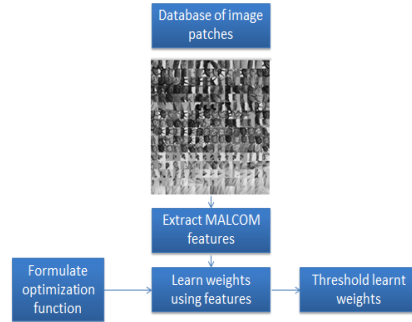 Database of image
patches
Extract MALCOM
features
Formulate
optimization
function
Learn weights
using features
Threshold learnt
weights